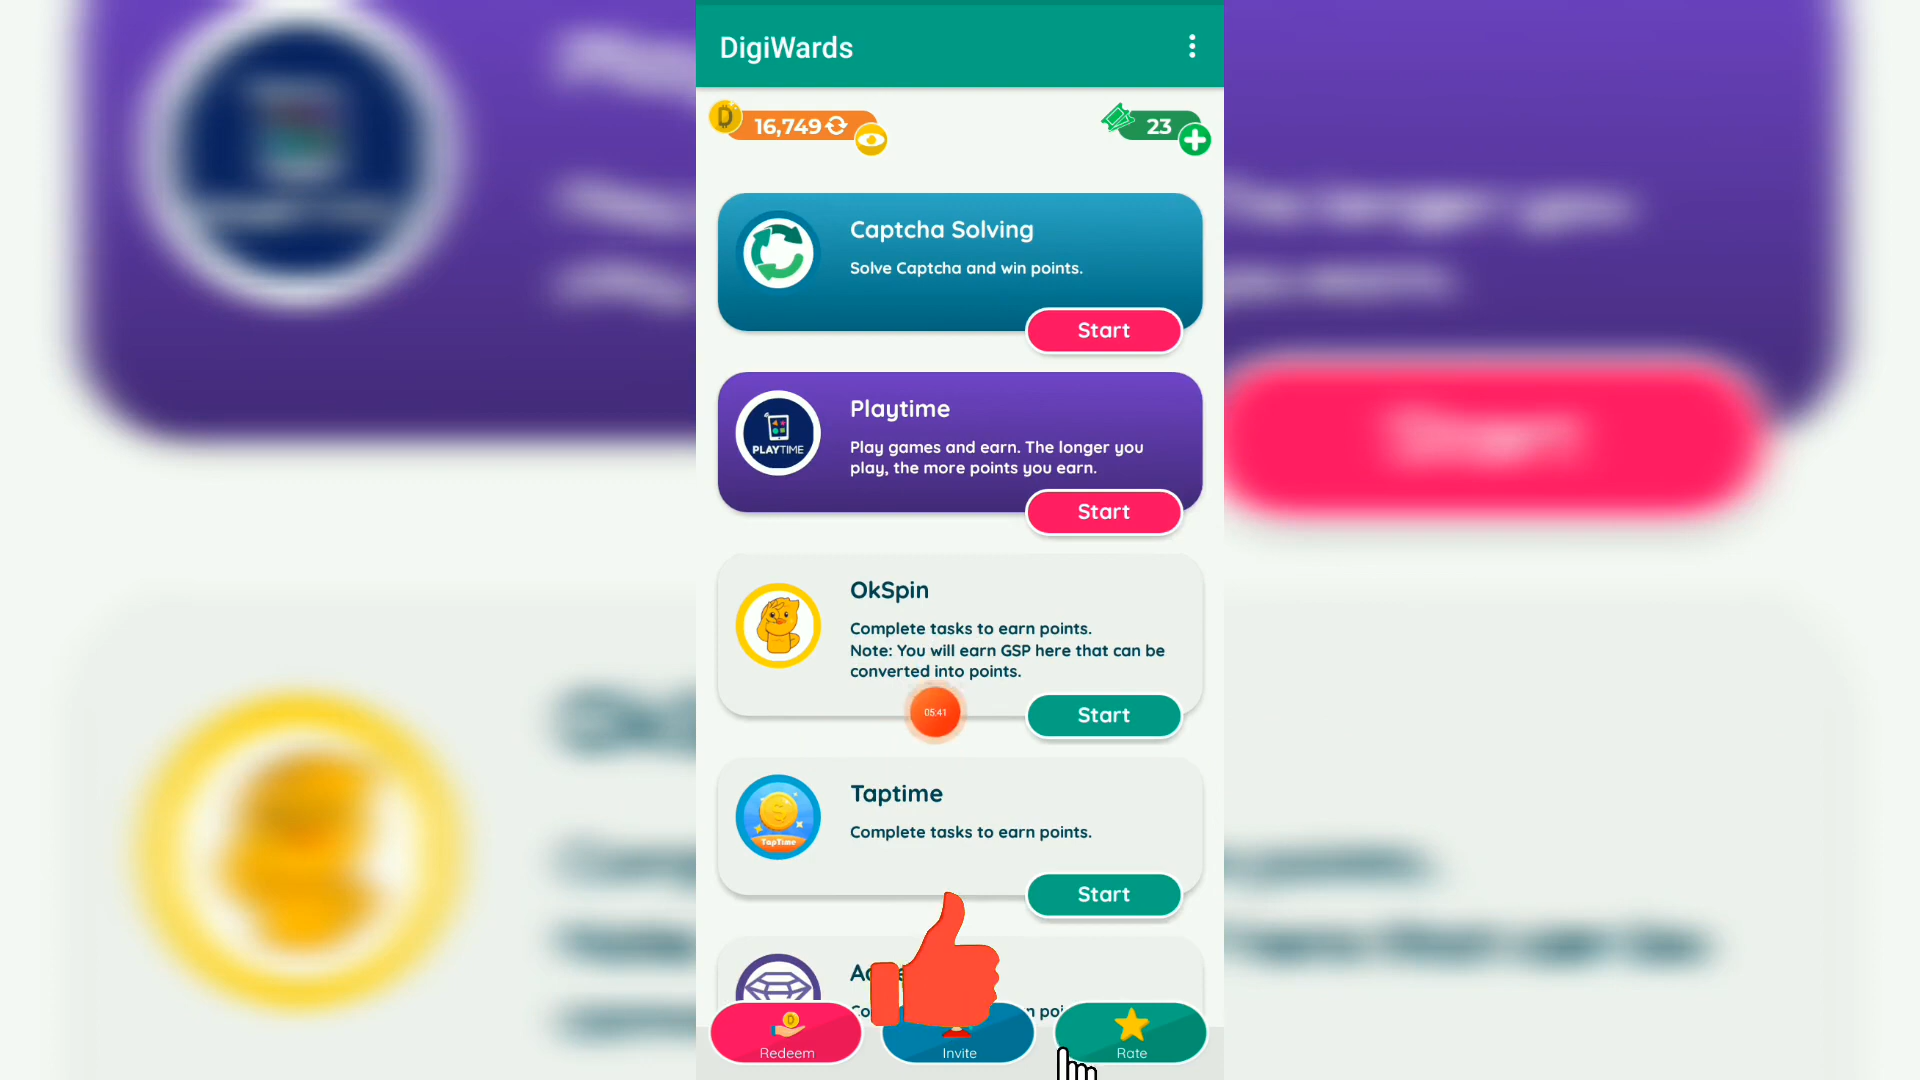 DigiWards
16,749
23
Captcha Solving
Solve Captcha and win points.
Start
Playtime
PLAYTIME
Play games and earn. The longer you
play, the more points you earn.
Start
OkSpin
Complete tasks to earn points.
Note: You will earn GSP here that can be
converted into points.
05:41
Start
Taptime
TapTime
Complete tasks to earn points.
Start
Redeem
Invite
Rate